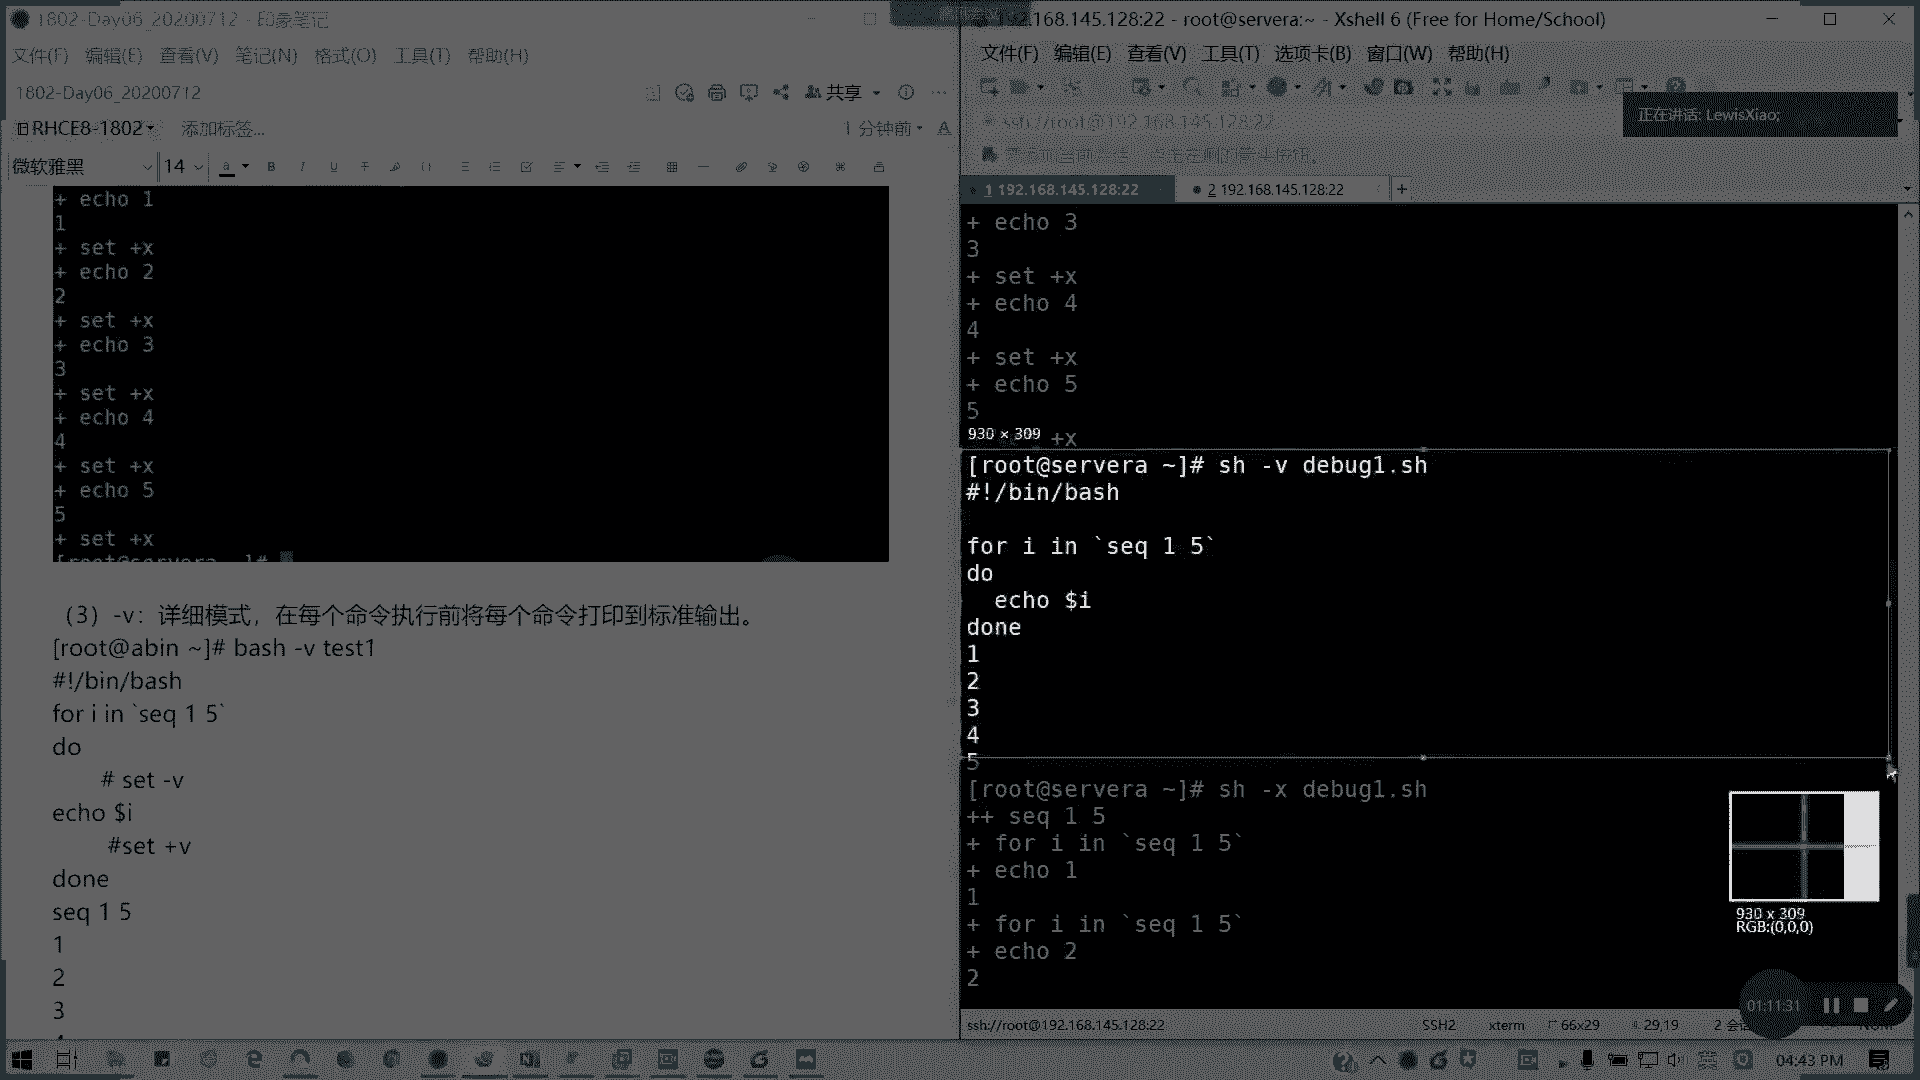 1802-Day06_20200712 - 印象笔记
文件(F) 编辑(E) 查看(V) 笔记(N) 格式(O) 工具(T) 帮助(H)
1802-Day06_20200712
共享
RHCE8-1802 添加标签...
1 分钟前
微软雅黑 14
+ echo 1
1
+ set +x
+ echo 2
2
+ set +x
+ echo 3
3
+ set +x
+ echo 4
4
+ set +x
+ echo 5
5
+ set +x
（3）-v：详细模式，在每个命令执行前将每个命令打印到标准输出。
[root@abin ~]# bash -v test1
#!/bin/bash
for i in `seq 1 5`
do
# set -v
echo $i
#set +v
done
seq 1 5
1
2
3
192.168.145.128:22 - root@servera:~ - Xshell 6 (Free for Home/School)
文件(F) 编辑(E) 查看(V) 工具(T) 选项卡(B) 窗口(W) 帮助(H)
正在讲话: LewisXiao;
ssh://root@192.168.145.128:22
1 192.168.145.128:22
2 192.168.145.128:22
+ echo 3
3
+ set +x
+ echo 4
4
+ set +x
+ echo 5
5
930 × 309
+x
[root@servera ~]# sh -v debug1.sh
#!/bin/bash
for i in `seq 1 5`
do
echo $i
done
1
2
3
4
5
[root@servera ~]# sh -x debug1.sh
++ seq 1 5
+ for i in `seq 1 5`
+ echo 1
1
+ for i in `seq 1 5`
+ echo 2
2
930 x 309
RGB:(0,0,0)
01:11:31
ssh://root@192.168.145.128:22 SSH2 xterm 66x29 29,19
英 04:43 PM